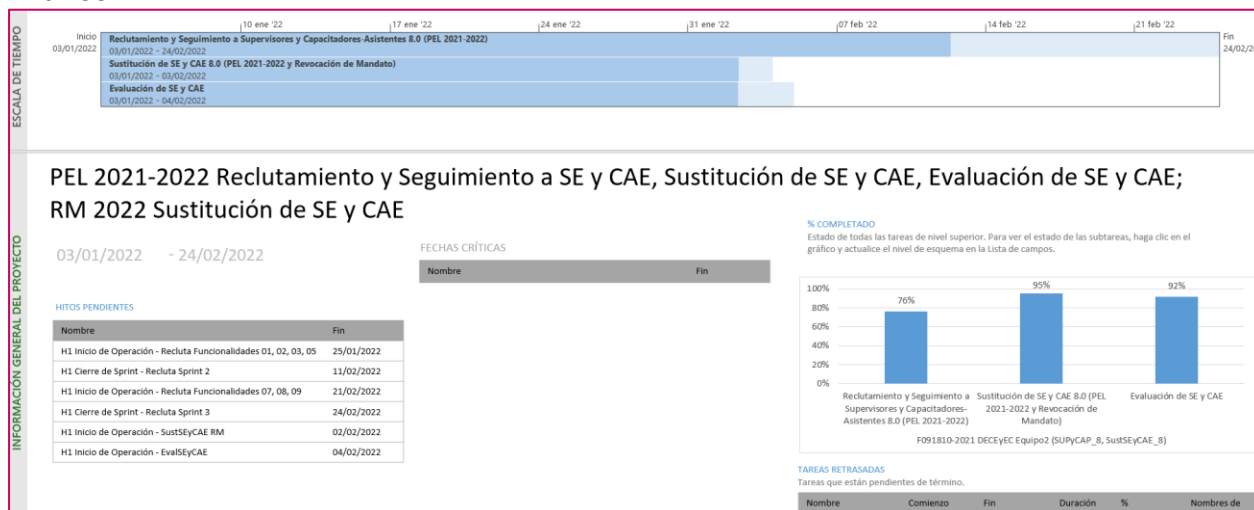 10 ene '22
17 ene '22
24 ene '22
31 ene '22
07 feb '22
14 feb '22
21 feb '22
ESCALA DE TIEMPO
Inicio
03/01/2022
Reclutamiento y Seguimiento a Supervisores y Capacitadores-Asistentes 8.0 (PEL 2021-2022)
03/01/2022 - 24/02/2022
Sustitución de SE y CAE 8.0 (PEL 2021-2022 y Revocación de Mandato)
03/01/2022 - 03/02/2022
Evaluación de SE y CAE
03/01/2022 - 04/02/2022
Fin
INFORMACIÓN GENERAL DEL PROYECTO
PEL 2021-2022 Reclutamiento y Seguimiento a SE y CAE, Sustitución de SE y CAE, Evaluación de SE y CAE;
RM 2022 Sustitución de SE y CAE
03/01/2022 - 24/02/2022
HITOS PENDIENTES
Nombre Fin
H1 Inicio de Operación - Recluta Funcionalidades 01, 02, 03, 05 25/01/2022
H1 Cierre de Sprint - Recluta Sprint 2 11/02/2022
H1 Inicio de Operación - Recluta Funcionalidades 07, 08, 09 21/02/2022
H1 Cierre de Sprint - Recluta Sprint 3 24/02/2022
H1 Inicio de Operación - SustSEyCAE RM 02/02/2022
H1 Inicio de Operación - EvalSEyCAE 04/02/2022
FECHAS CRÍTICAS
Nombre Fin
% COMPLETADO
Estado de todas las tareas de nivel superior. Para ver el estado de las subtareas, haga clic en el
gráfico y actualice el nivel de esquema en la Lista de campos.
100%
80%
60%
40%
20%
0%
76%
95%
92%
Reclutamiento y Seguimiento a
Supervisores y Capacitadores-
Asistentes 8.0 (PEL 2021-2022)
Sustitución de SE y CAE 8.0 (PEL
2021-2022 y Revocación de
Mandato)
Evaluación de SE y CAE
F091810-2021 DECEyEC Equipo2 (SUPyCAP_8, SustSEyCAE_8)
TAREAS RETRASADAS
Tareas que están pendientes de término.
Nombre Comienzo Fin Duración % Nombres de